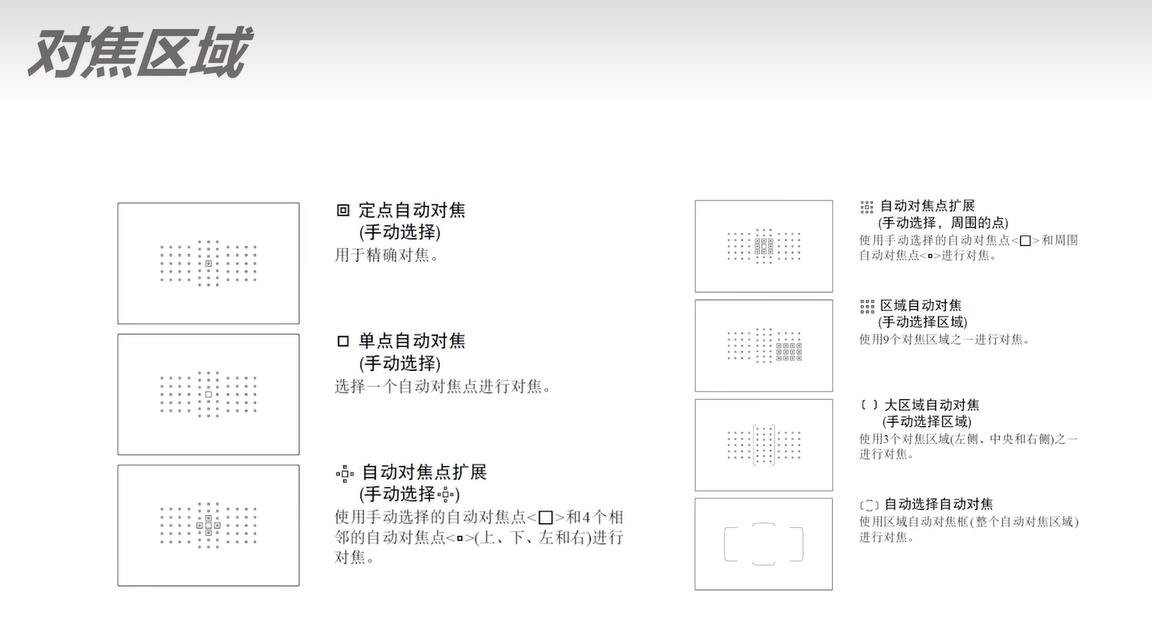 对焦区域
定点自动对焦
(手动选择)
用于精确对焦。
单点自动对焦
(手动选择)
选择一个自动对焦点进行对焦。
自动对焦点扩展
(手动选择)
使用手动选择的自动对焦点<□>和4个相
邻的自动对焦点<▫>(上、下、左和右)进行
对焦。
自动对焦点扩展
(手动选择，周围的点)
使用手动选择的自动对焦点<□>和周围
自动对焦点<▫>进行对焦。
区域自动对焦
(手动选择区域)
使用9个对焦区域之一进行对焦。
大区域自动对焦
(手动选择区域)
使用3个对焦区域(左侧、中央和右侧)之一
进行对焦。
自动选择自动对焦
使用区域自动对焦框(整个自动对焦区域)
进行对焦。